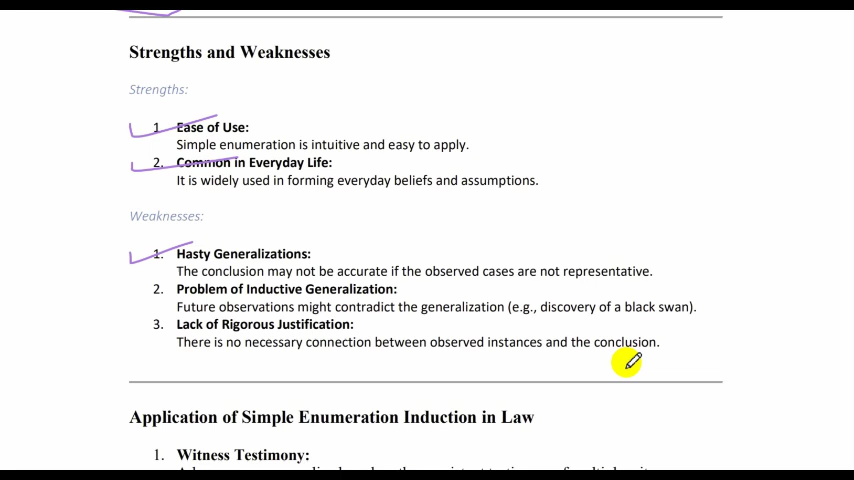 Strengths and Weaknesses
Strengths:
1. Ease of Use:
Simple enumeration is intuitive and easy to apply.
2. Common in Everyday Life:
It is widely used in forming everyday beliefs and assumptions.
Weaknesses:
1. Hasty Generalizations:
The conclusion may not be accurate if the observed cases are not representative.
2. Problem of Inductive Generalization:
Future observations might contradict the generalization (e.g., discovery of a black swan).
3. Lack of Rigorous Justification:
There is no necessary connection between observed instances and the conclusion.
Application of Simple Enumeration Induction in Law
1. Witness Testimony: